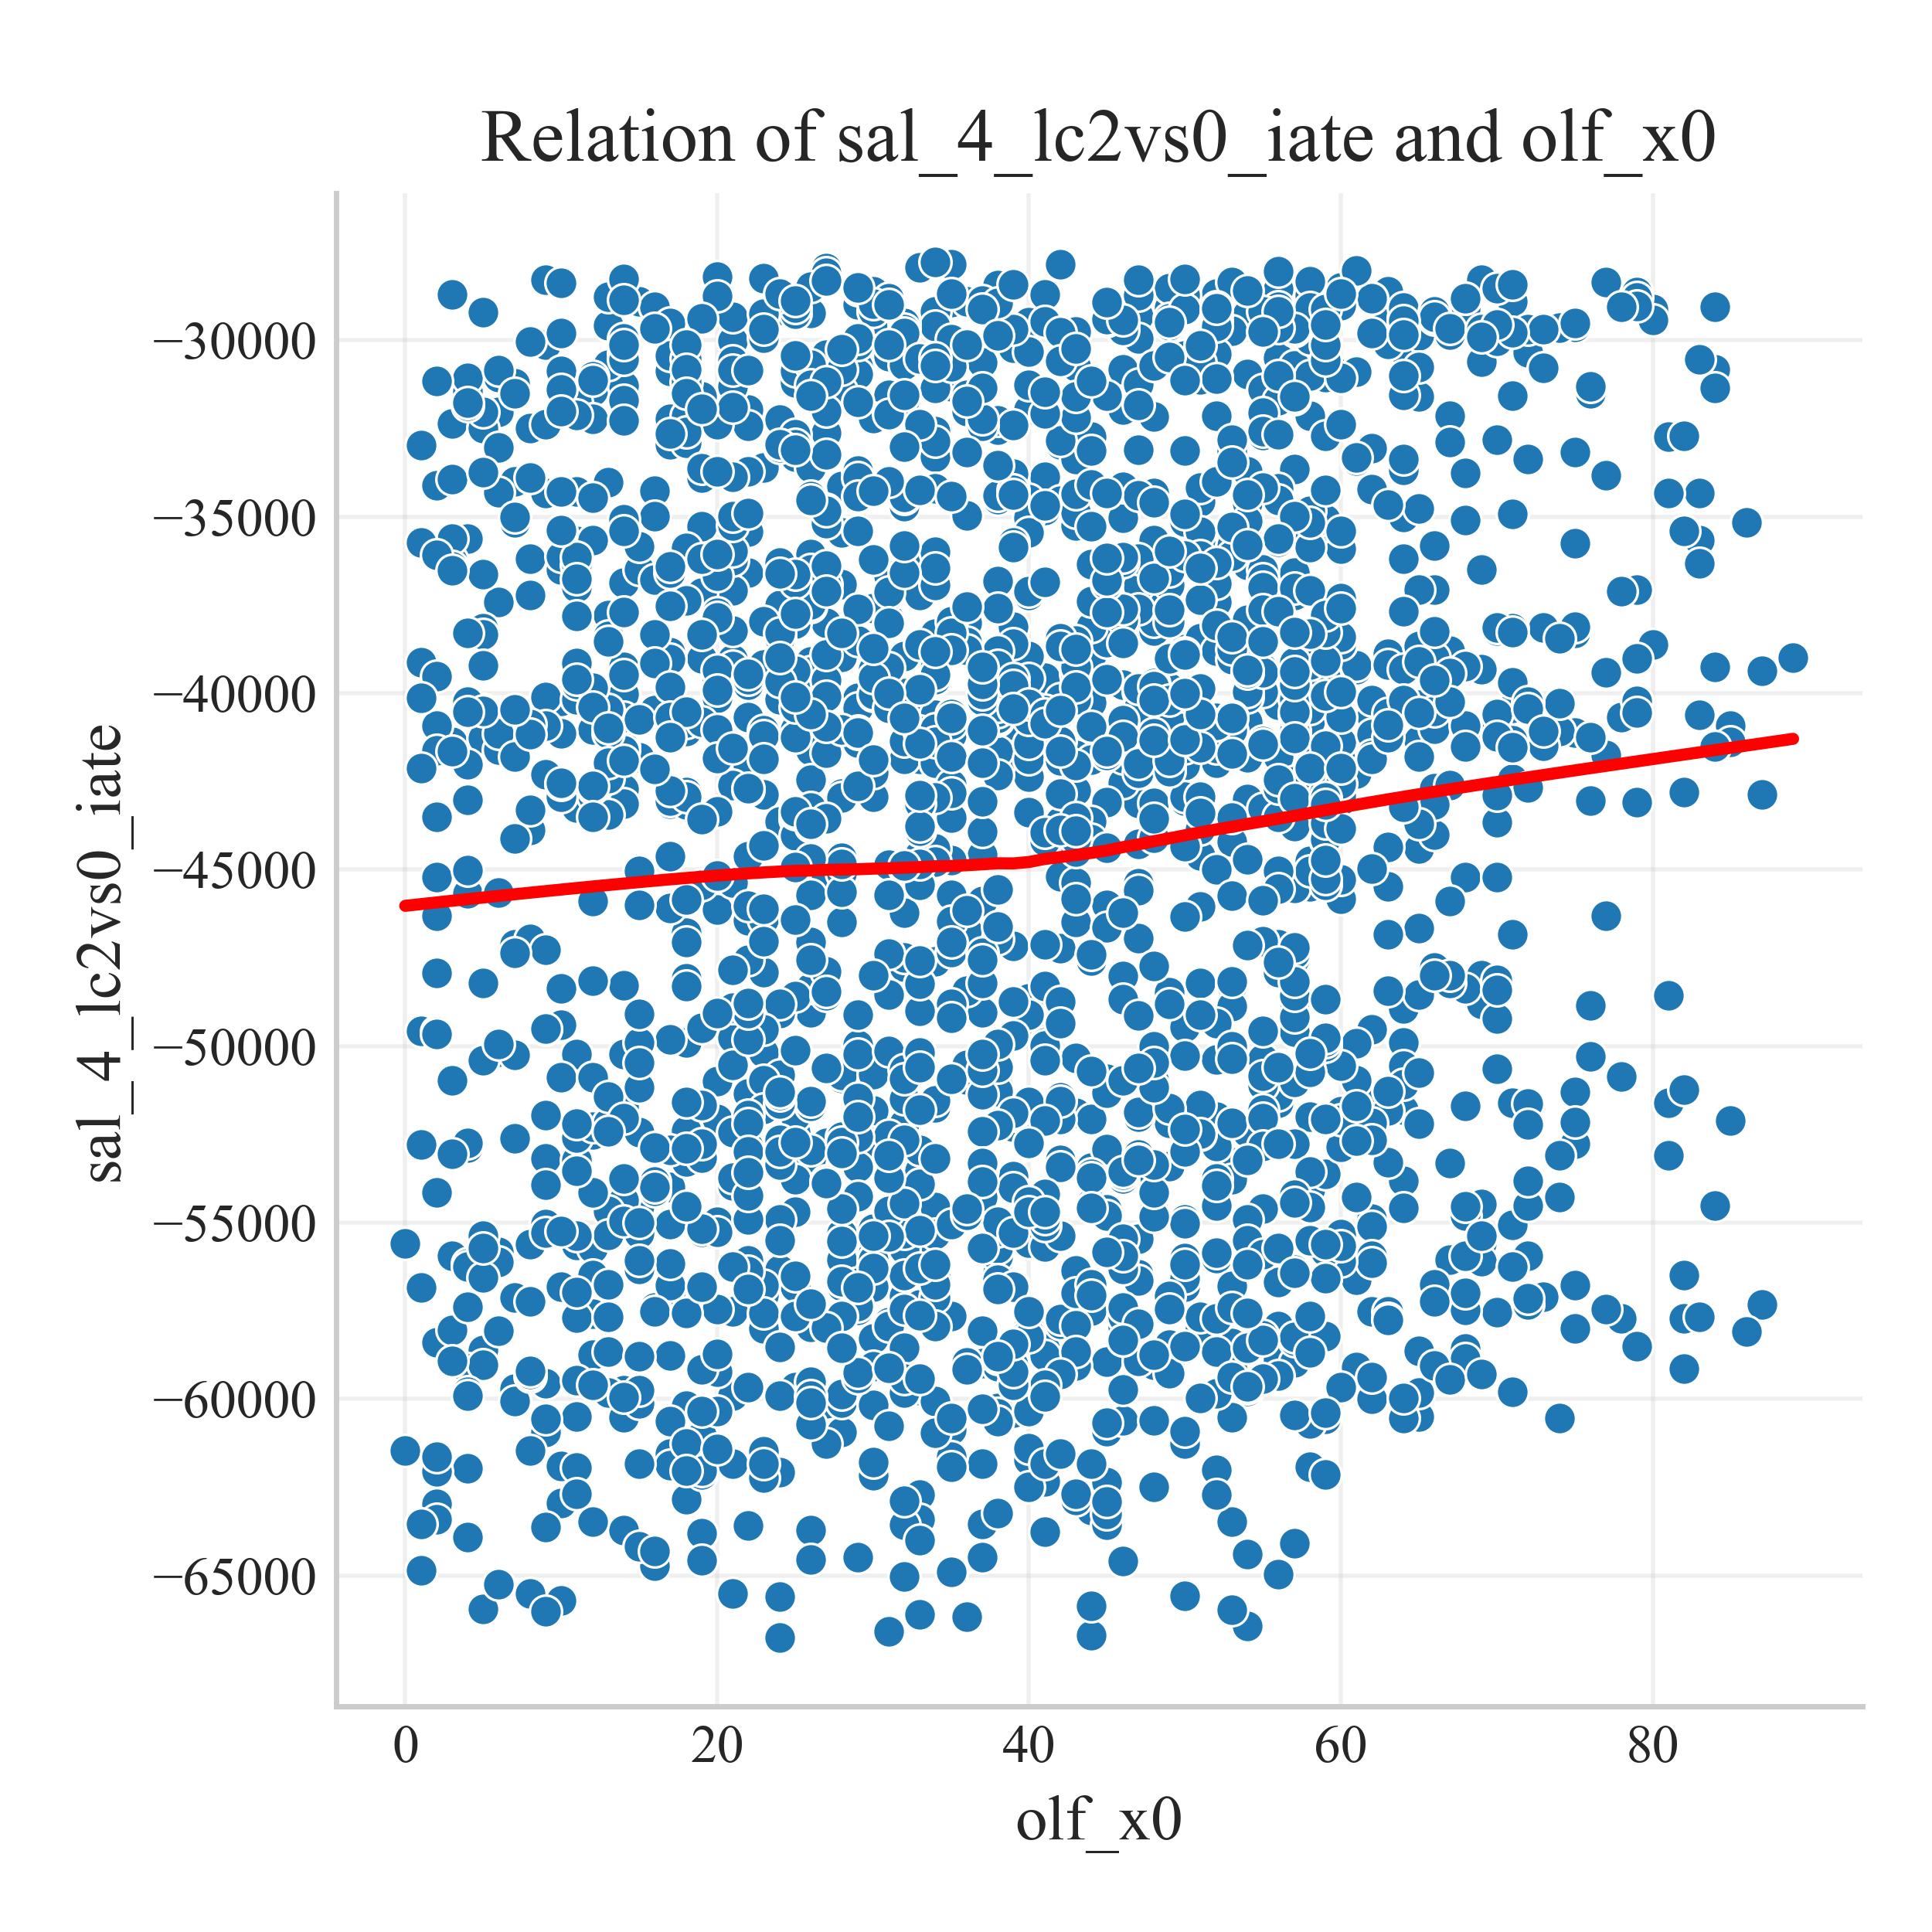 Relation of sal_4_lc2vs0_iate and olf_x0
−30000
−35000
−40000
−45000
−50000
−55000
−60000
−65000
sal_4_lc2vs0_iate
0 20 40 60 80
olf_x0